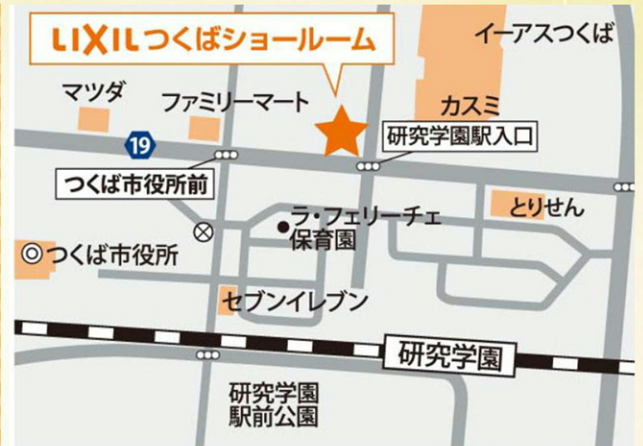 LIXILつくばショールーム
イーアスつくば
マツダ
ファミリーマート
カスミ
19
研究学園駅入口
つくば市役所前
とりせん
ラ・フェリーチェ
保育園
つくば市役所
セブンイレブン
研究学園
研究学園
駅前公園